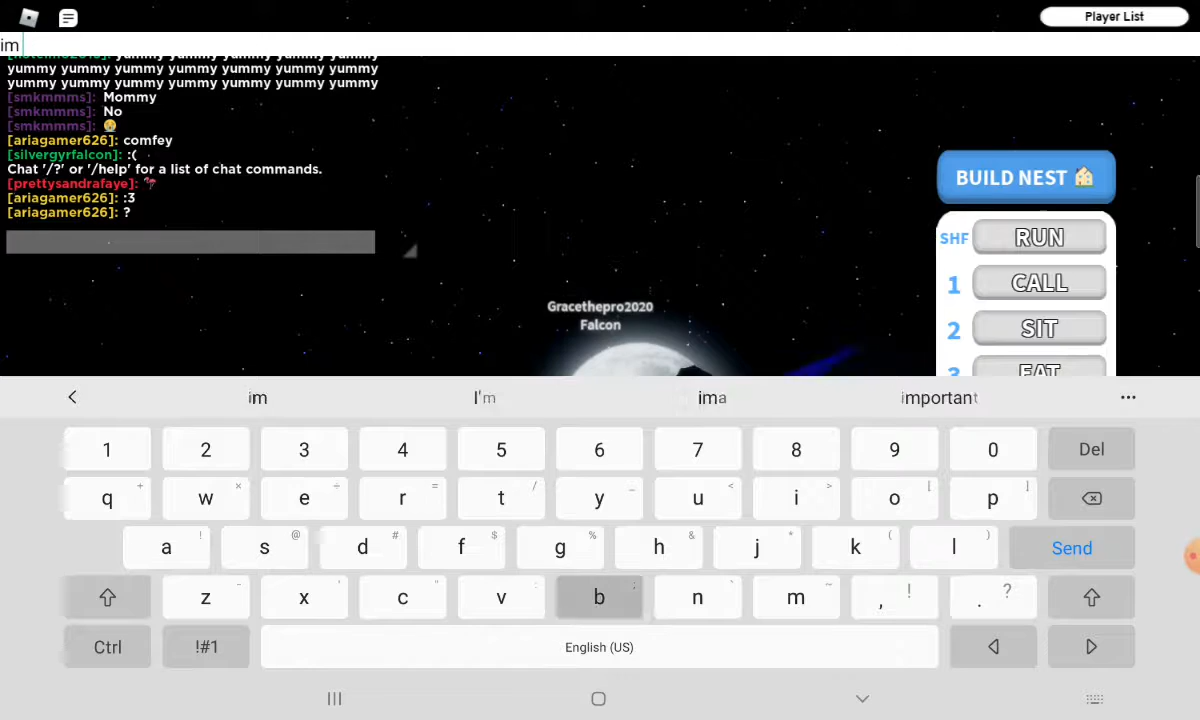 Player List
im
yummy yummy yummy yummy yummy yummy yummy
yummy yummy yummy yummy yummy yummy yummy
[smkmmms]: Mommy
[smkmmms]: No
[smkmmms]: 😢
[ariagamer626]: comfey
[silvergyrfalcon]: :(
Chat '/?' or '/help' for a list of chat commands.
[prettysandrafaye]: 🦩
[ariagamer626]: :3
[ariagamer626]: ?
BUILD NEST 🏠
SHF RUN
1 CALL
2 SIT
3 EAT
Gracethepro2020
Falcon
im I'm ima important ...
1 2 3 4 5 6 7 8 9 0 Del
q + w × e ÷ r = t / y _ u < i > o [ p ]
a ! s @ d # f $ g % h & j * k ( l ) Send
z - x ' c " v : b ; n ` m ~ , ! . ?
Ctrl !#1 English (US)